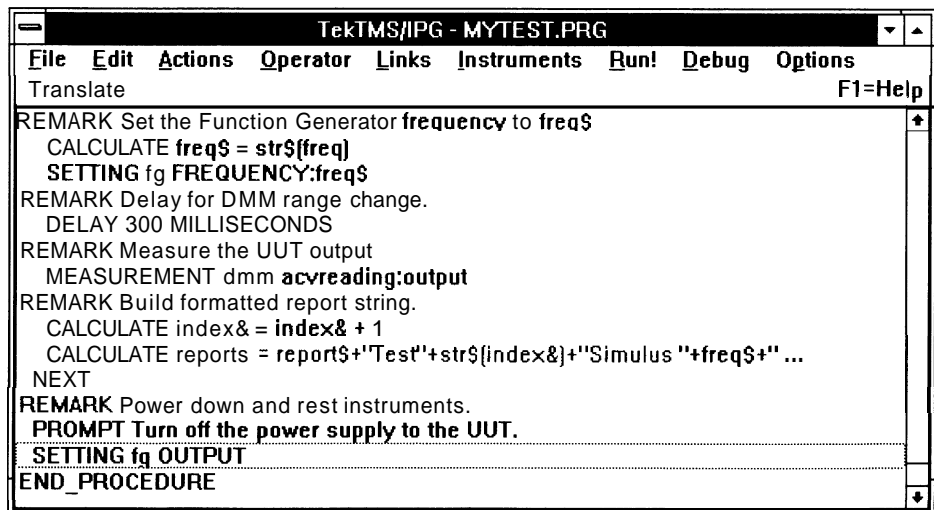 TekTMS/IPG - MYTEST.PRG
File Edit Actions Operator Links Instruments Run! Debug Options
Translate F1=Help
REMARK Set the Function Generator frequency to freq$
CALCULATE freq$ = str$(freq)
SETTING fg FREQUENCY:freq$
REMARK Delay for DMM range change.
DELAY 300 MILLISECONDS
REMARK Measure the UUT output
MEASUREMENT dmm acvreading:output
REMARK Build formatted report string.
CALCULATE index& = index& + 1
CALCULATE reports = report$+"Test"+str$(index&)+"Simulus "+freq$+" ...
NEXT
REMARK Power down and rest instruments.
PROMPT Turn off the power supply to the UUT.
SETTING fg OUTPUT
END_PROCEDURE